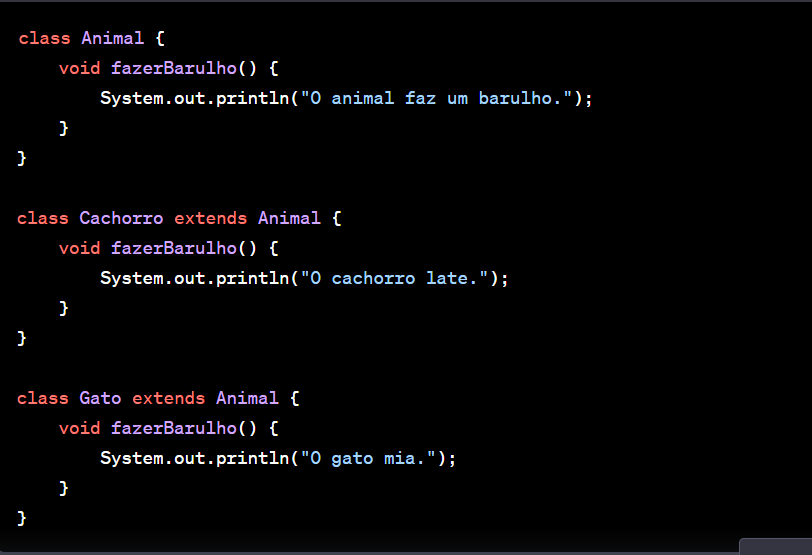 class Animal {
    void fazerBarulho() {
        System.out.println("O animal faz um barulho.");
    }
}

class Cachorro extends Animal {
    void fazerBarulho() {
        System.out.println("O cachorro late.");
    }
}

class Gato extends Animal {
    void fazerBarulho() {
        System.out.println("O gato mia.");
    }
}